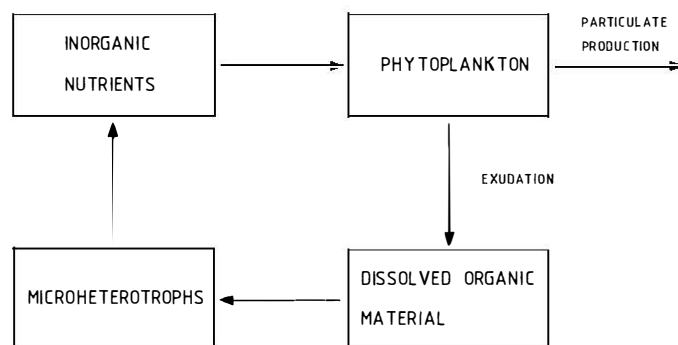 INORGANIC
NUTRIENTS
PHYTOPLANKTON
PARTICULATE
PRODUCTION
EXUDATION
MICROHETEROTROPHS
DISSOLVED ORGANIC
MATERIAL